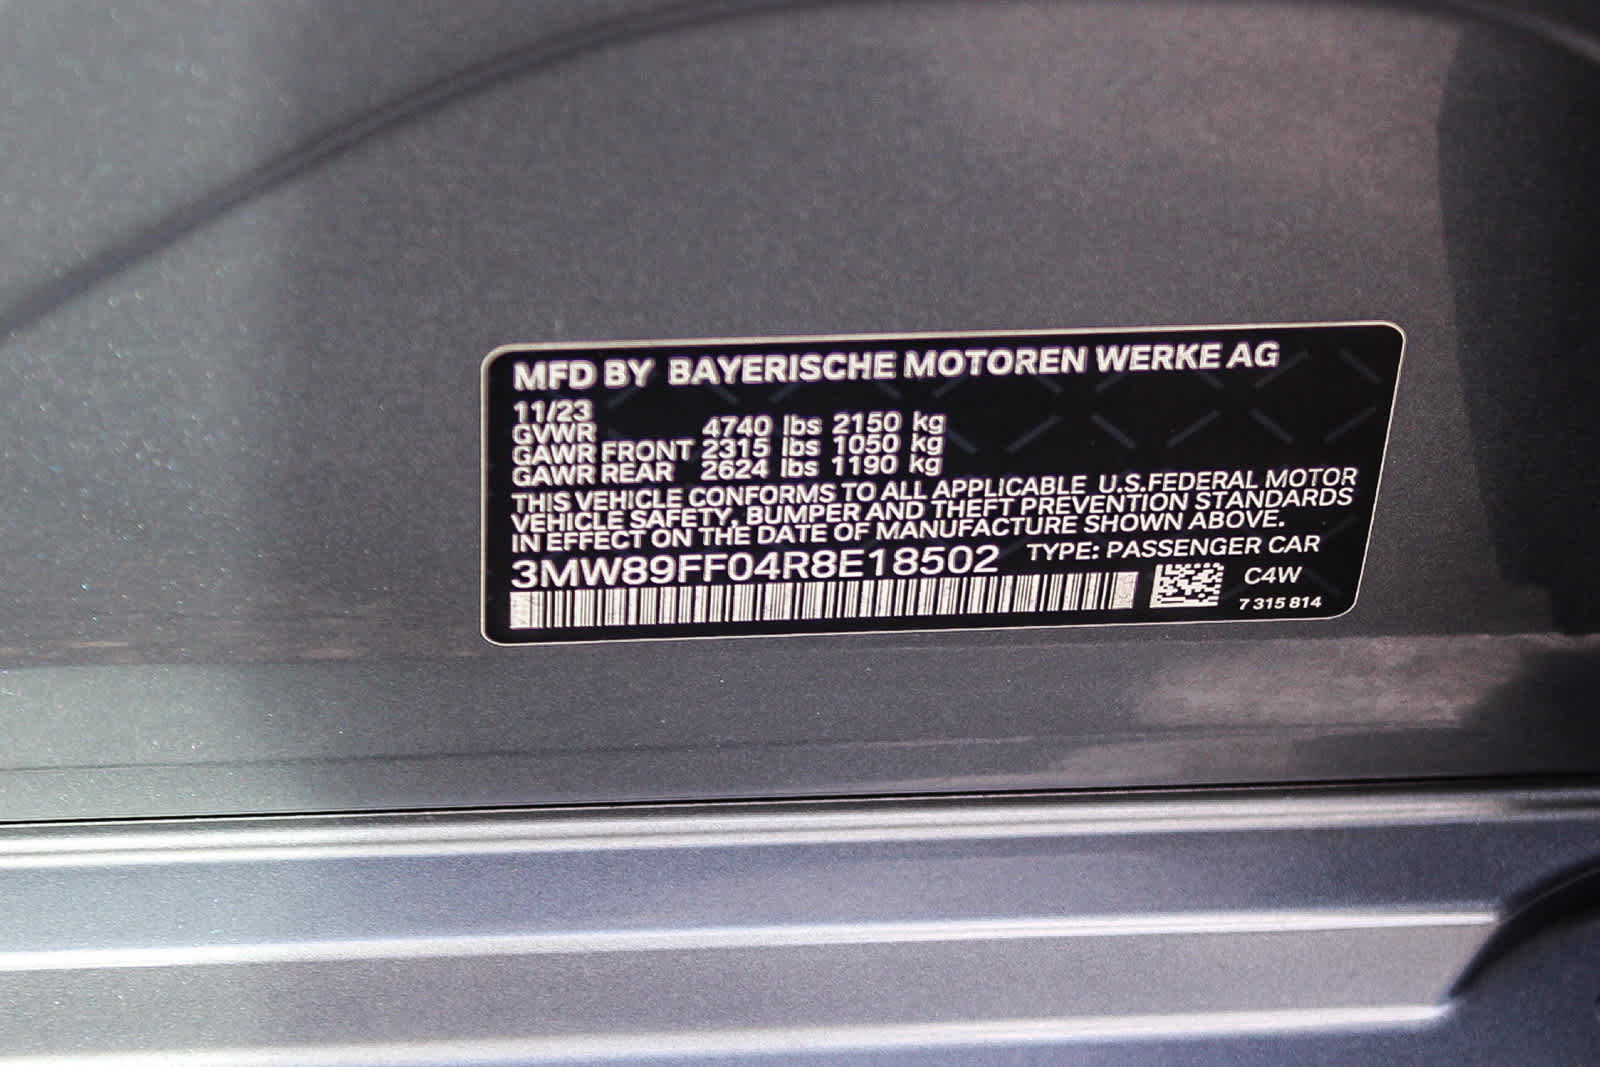 MFD BY BAYERISCHE MOTOREN WERKE AG
11/23
GVWR 4740 lbs 2150 kg
GAWR FRONT 2315 lbs 1050 kg
GAWR REAR 2624 lbs 1190 kg
THIS VEHICLE CONFORMS TO ALL APPLICABLE U.S.FEDERAL MOTOR
VEHICLE SAFETY, BUMPER AND THEFT PREVENTION STANDARDS
IN EFFECT ON THE DATE OF MANUFACTURE SHOWN ABOVE.
3MW89FF04R8E18502 TYPE: PASSENGER CAR
C4W
7 315 814